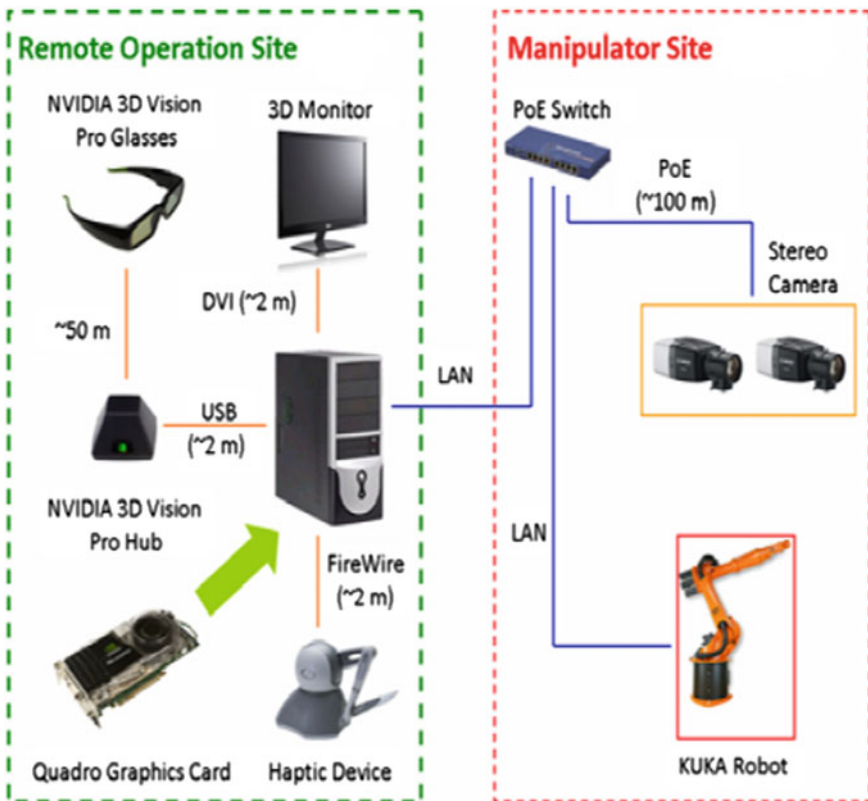 Remote Operation Site
NVIDIA 3D Vision
Pro Glasses
3D Monitor
~50 m
DVI (~2 m)
USB
(~2 m)
NVIDIA 3D Vision
Pro Hub
FireWire
(~2 m)
Quadro Graphics Card
Haptic Device
LAN
Manipulator Site
PoE Switch
PoE
(~100 m)
Stereo
Camera
LAN
KUKA Robot